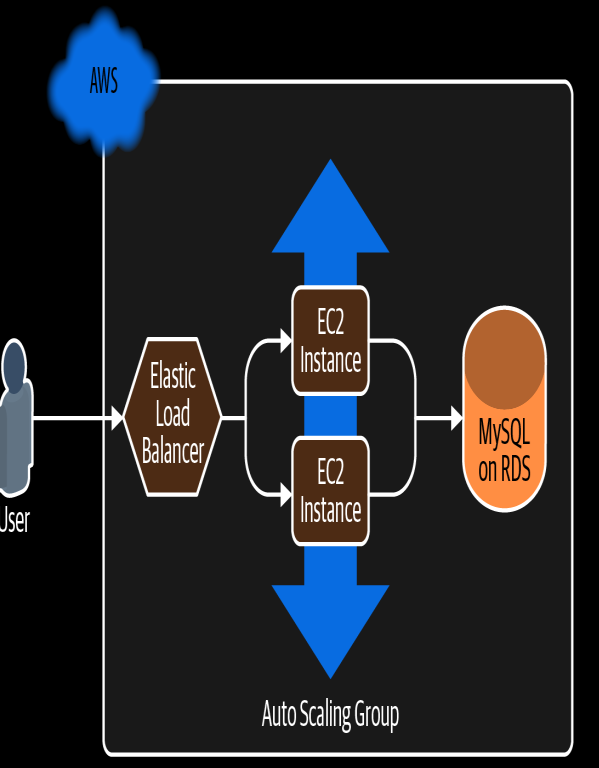 AWS
Elastic
Load
Balancer
EC2
Instance
EC2
Instance
MySQL
on RDS
User
Auto Scaling Group